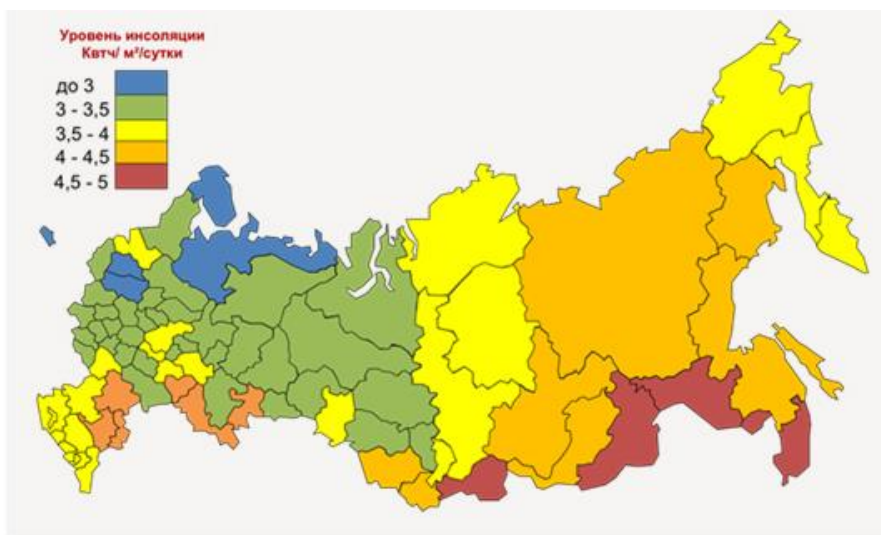 Уровень инсоляции
Квтч/ м²/сутки
до 3
3 - 3,5
3,5 - 4
4 - 4,5
4,5 - 5